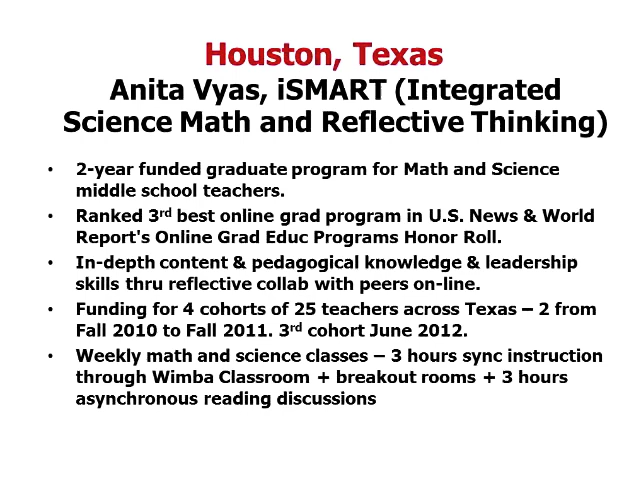 Houston, Texas
Anita Vyas, iSMART (Integrated
Science Math and Reflective Thinking)
• 2-year funded graduate program for Math and Science
middle school teachers.
• Ranked 3rd best online grad program in U.S. News & World
Report's Online Grad Educ Programs Honor Roll.
• In-depth content & pedagogical knowledge & leadership
skills thru reflective collab with peers on-line.
• Funding for 4 cohorts of 25 teachers across Texas – 2 from
Fall 2010 to Fall 2011. 3rd cohort June 2012.
• Weekly math and science classes – 3 hours sync instruction
through Wimba Classroom + breakout rooms + 3 hours
asynchronous reading discussions